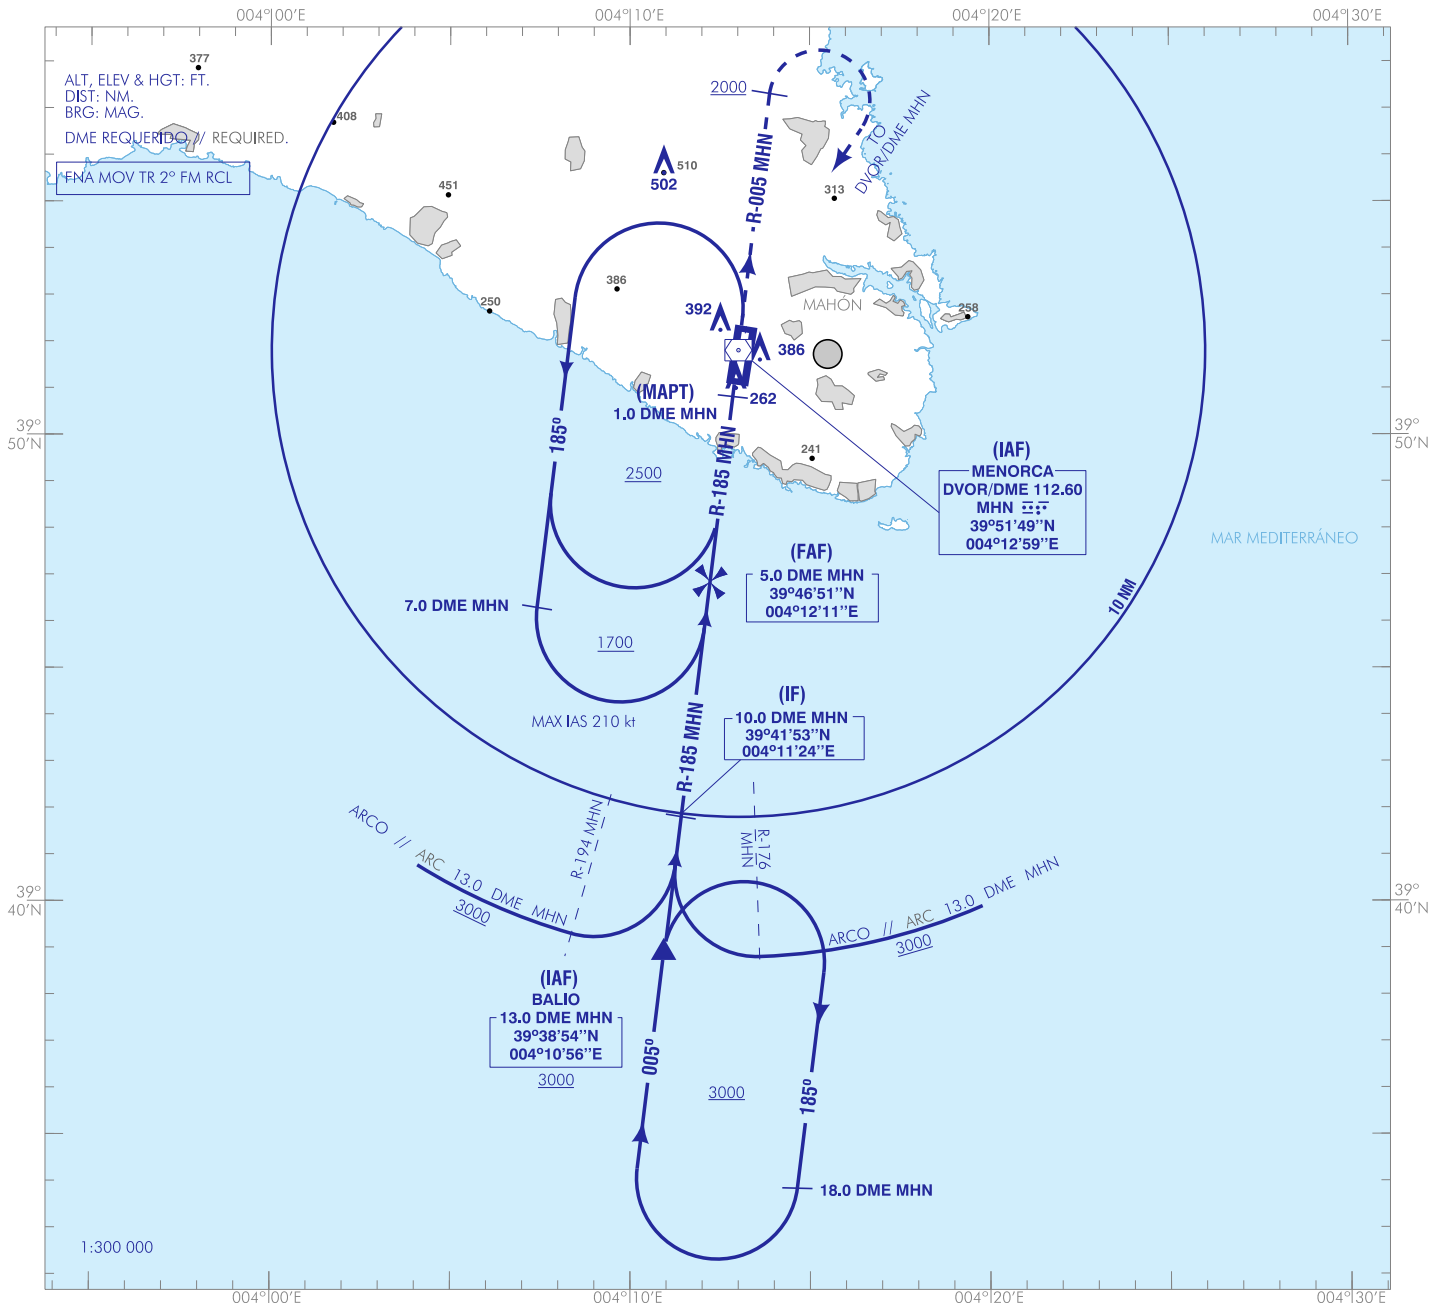 004°00'E
004°10'E
004°20'E
004°30'E
377
ALT, ELEV & HGT: FT.
DIST: NM.
BRG: MAG.
DME REQUERIDO // REQUIRED.
FNA MOV TR 2° FM RCL
408
451
250
386
510
502
2000
R-005 MHN
TO
DVOR/DME MHN
313
258
MAHÓN
392
386
262
(MAPT)
1.0 DME MHN
241
39°
50'N
39°
50'N
185°
2500
R-185 MHN
(IAF)
MENORCA
DVOR/DME 112.60
MHN
39°51'49''N
004°12'59''E
MAR MEDITERRÁNEO
(FAF)
5.0 DME MHN
39°46'51''N
004°12'11''E
10 NM
7.0 DME MHN
1700
MAX IAS 210 kt
R-185 MHN
(IF)
10.0 DME MHN
39°41'53''N
004°11'24''E
R-194 MHN
R-176
MHN
ARCO // ARC 13.0 DME MHN
3000
ARCO // ARC 13.0 DME MHN
3000
39°
40'N
39°
40'N
(IAF)
BALIO
13.0 DME MHN
39°38'54''N
004°10'56''E
3000
005°
3000
185°
18.0 DME MHN
1:300 000
004°00'E
004°10'E
004°20'E
004°30'E